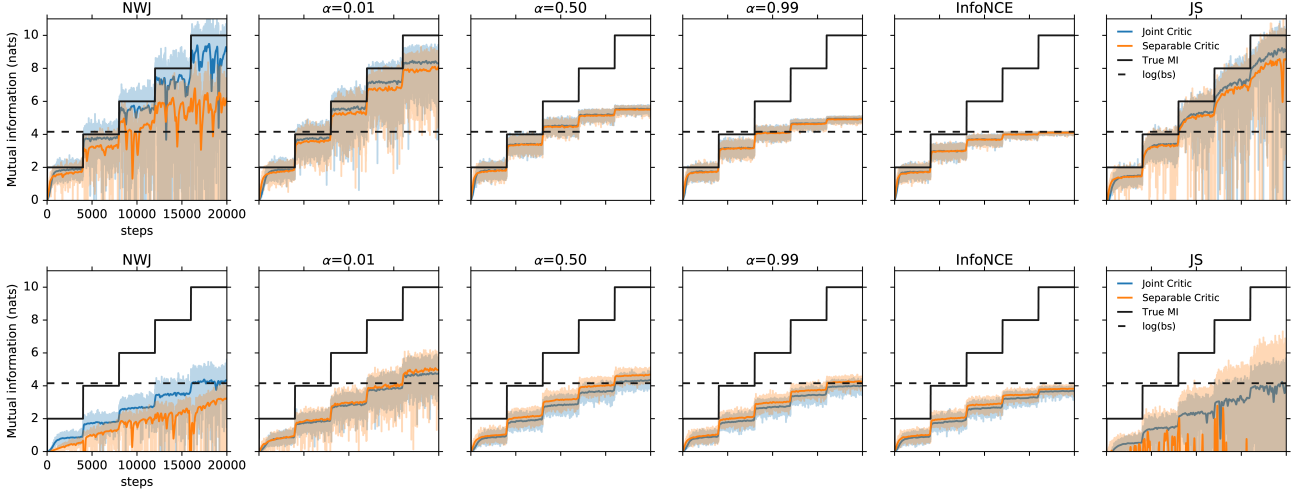 NWJ
α=0.01
α=0.50
α=0.99
InfoNCE
JS
Mutual information (nats)
10
8
6
4
2
0
0 5000 10000 15000 20000
steps
Joint Critic
Separable Critic
True MI
log(bs)
NWJ
α=0.01
α=0.50
α=0.99
InfoNCE
JS
Mutual information (nats)
10
8
6
4
2
0
0 5000 10000 15000 20000
steps
Joint Critic
Separable Critic
True MI
log(bs)